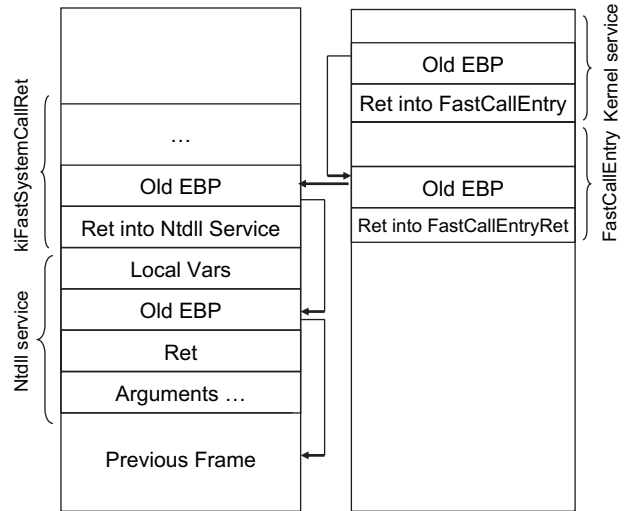 kiFastSystemCallRet
Ntdll service
…
Old EBP
Ret into Ntdll Service
Local Vars
Old EBP
Ret
Arguments …
Previous Frame
Old EBP
Ret into FastCallEntry
Old EBP
Ret into FastCallEntryRet
Kernel service
FastCallEntry